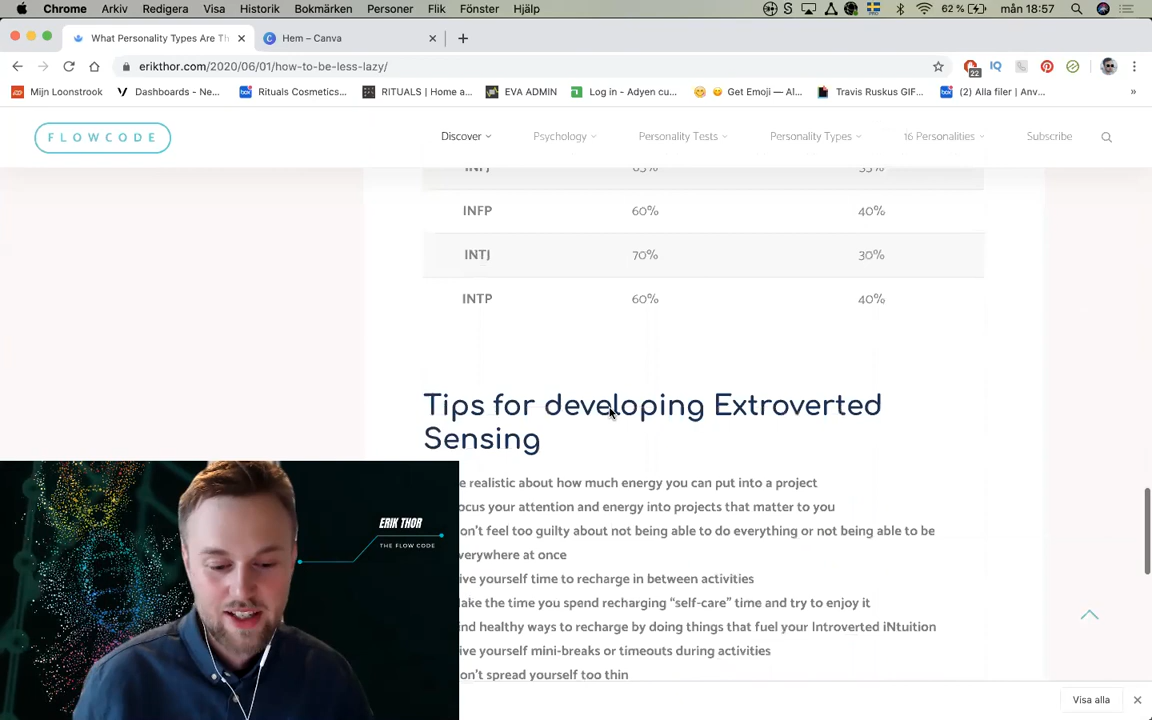 Chrome Arkiv Redigera Visa Historik Bokmärken Personer Flik Fönster Hjälp 62 % mån 18:57
What Personality Types Are Th
Hem – Canva
erikthor.com/2020/06/01/how-to-be-less-lazy/
22
Mijn Loonstrook Dashboards - Ne... Rituals Cosmetics... RITUALS | Home a... EVA ADMIN Log in - Adyen cu... Get Emoji — Al... Travis Ruskus GIF... (2) Alla filer | Anv... »
FLOWCODE Discover Psychology Personality Tests Personality Types 16 Personalities Subscribe
INFP 60% 40%
INTJ 70% 30%
INTP 60% 40%
Tips for developing Extroverted
Sensing
e realistic about how much energy you can put into a project
ocus your attention and energy into projects that matter to you
on't feel too guilty about not being able to do everything or not being able to be
verywhere at once
ive yourself time to recharge in between activities
ake the time you spend recharging “self-care” time and try to enjoy it
ind healthy ways to recharge by doing things that fuel your Introverted iNtuition
ive yourself mini-breaks or timeouts during activities
on't spread yourself too thin
ERIK THOR
THE FLOW CODE
Visa alla